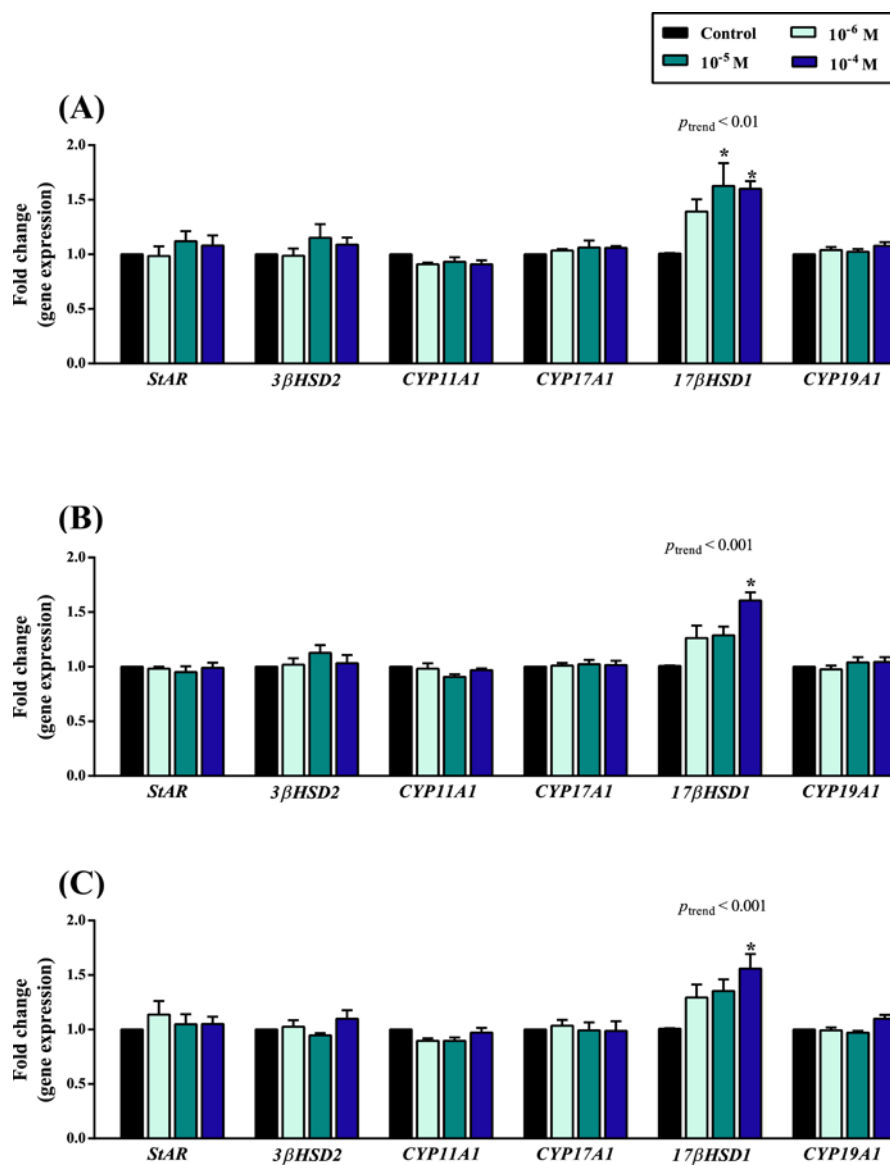 Control 10⁻⁶ M
10⁻⁵ M 10⁻⁴ M
(A)
p trend < 0.01
* *
2.0
1.5
1.0
0.5
0.0
Fold change
(gene expression)
StAR 3βHSD2 CYP11A1 CYP17A1 17βHSD1 CYP19A1
(B)
p trend < 0.001
*
2.0
1.5
1.0
0.5
0.0
Fold change
(gene expression)
StAR 3βHSD2 CYP11A1 CYP17A1 17βHSD1 CYP19A1
(C)
p trend < 0.001
*
2.0
1.5
1.0
0.5
0.0
Fold change
(gene expression)
StAR 3βHSD2 CYP11A1 CYP17A1 17βHSD1 CYP19A1